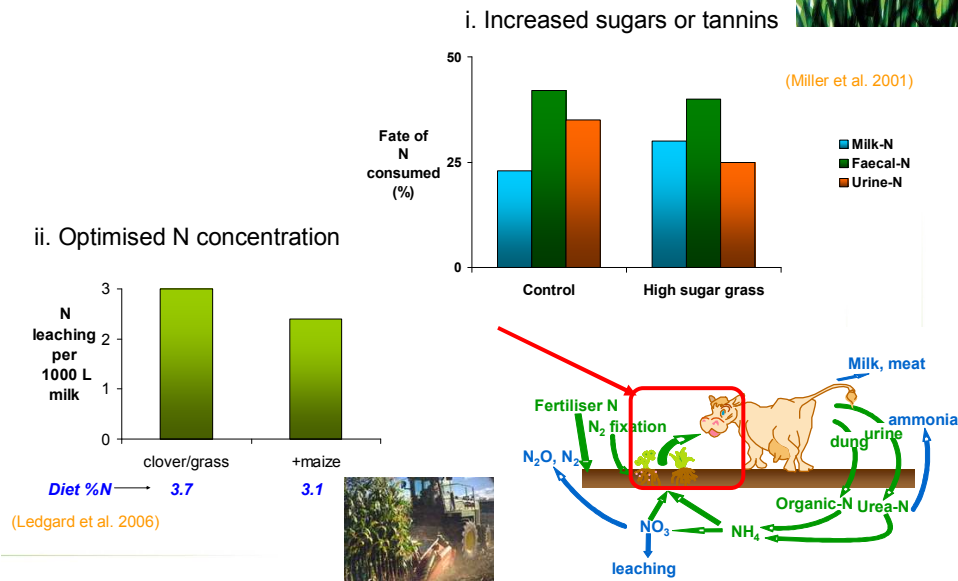 i. Increased sugars or tannins
(Miller et al. 2001)
50
25
0
Fate of
N
consumed
(%)
Milk-N
Faecal-N
Urine-N
Control
High sugar grass
ii. Optimised N concentration
3
2
1
0
N
leaching
per
1000 L
milk
clover/grass
+maize
Diet %N
3.7
3.1
(Ledgard et al. 2006)
Milk, meat
Fertiliser N
N₂ fixation
ammonia
urine
dung
N₂O, N₂
Organic-N
Urea-N
NO₃
NH₄
leaching